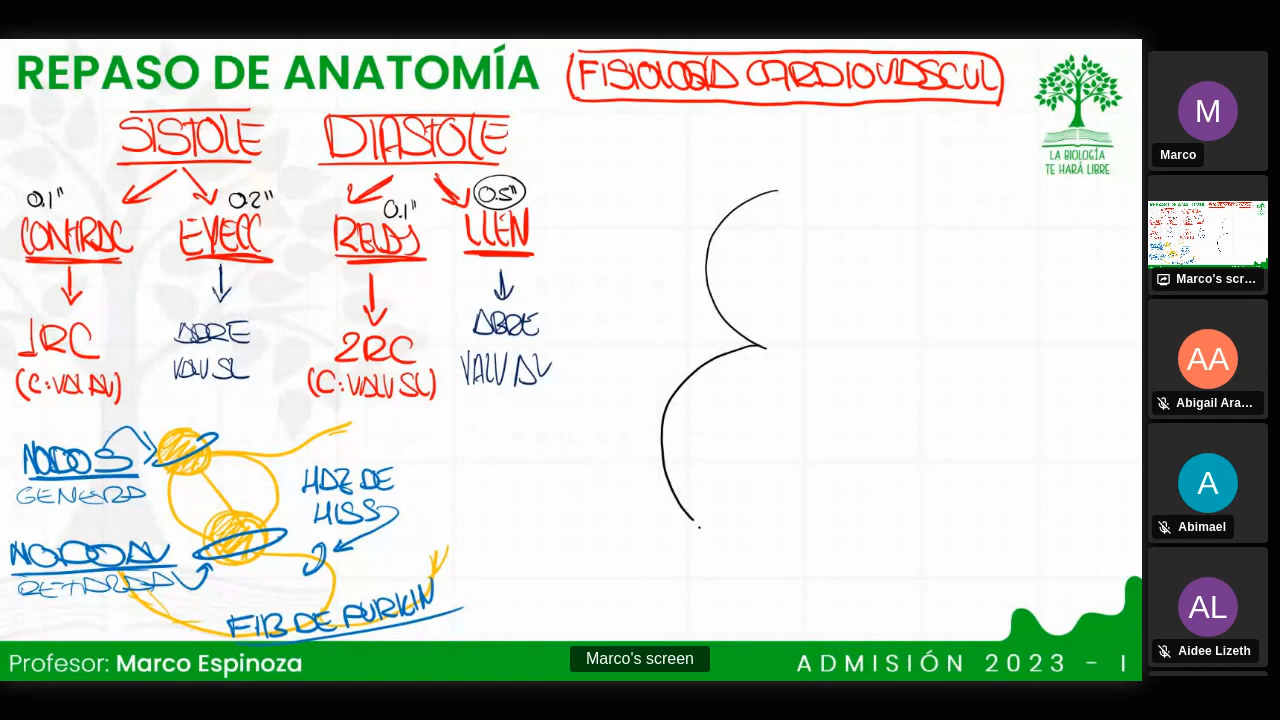 REPASO DE ANATOMÍA
FISIOLOGÍA CARDIOVASCUL
LA BIOLOGÍA
TE HARÁ LIBRE
SISTOLE
DIASTOLE
0.1"
0.2"
0.1"
0.5"
CONTRAC
EYECC
RELAJ
LLEN
1RC
(C: VAL AV)
ABRE
VALV SL
2RC
(C: VALV SL)
ABRE
VALV AV
NODO S
GENERA
HAZ DE
HISS
NODO AV
RETARDA
FIB DE PURKIN
Profesor: Marco Espinoza
Marco's screen
ADMISIÓN 2023 - I
M
Marco
Marco's scr...
AA
Abigail Ara...
A
Abimael
AL
Aidee Lizeth